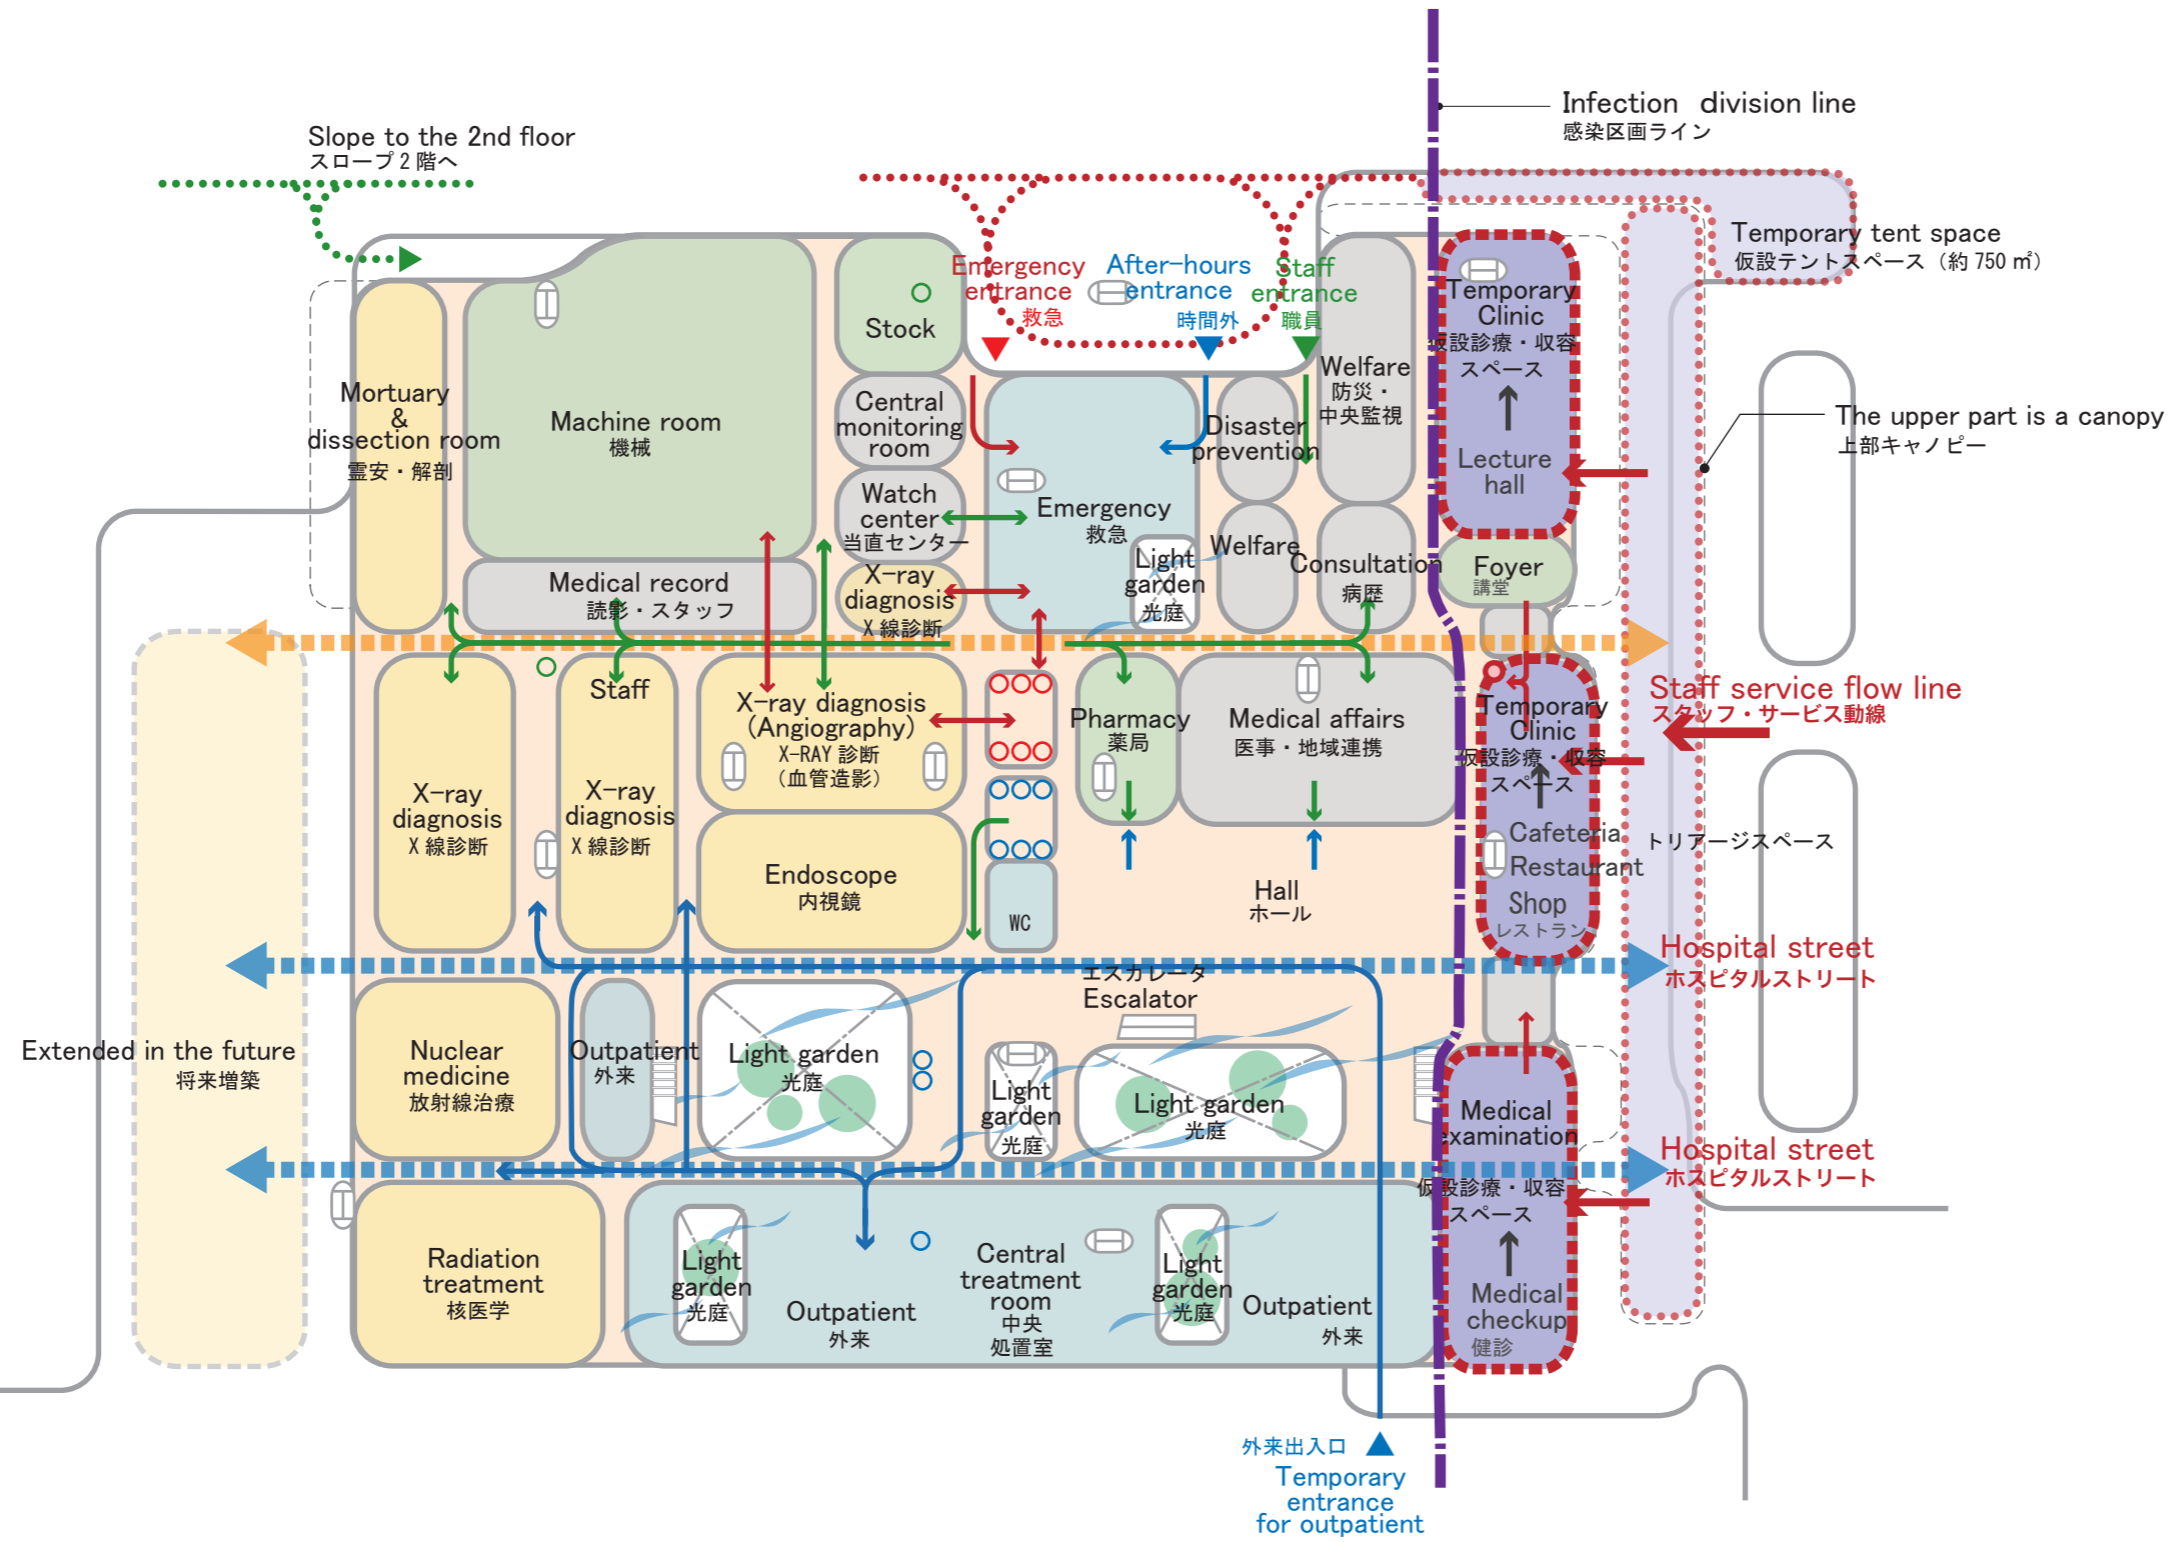 Infection division line
感染区画ライン
Slope to the 2nd floor
スロープ2階へ
Temporary tent space
仮設テントスペース（約750㎡）
Emergency
entrance
救急
After-hours
entrance
時間外
Staff
entrance
職員
Stock
Temporary
Clinic
仮設診療・収容
スペース
Lecture
hall
Welfare
防災・
中央監視
The upper part is a canopy
上部キャノピー
Mortuary
&
dissection room
霊安・解剖
Machine room
機械
Central
monitoring
room
Disaster
prevention
Watch
center
当直センター
Emergency
救急
Light
garden
光庭
Welfare
Consultation
病歴
Foyer
講堂
Medical record
読影・スタッフ
X-ray
diagnosis
X線診断
Staff
X-ray diagnosis
(Angiography)
X-RAY 診断
（血管造影）
Pharmacy
薬局
Medical affairs
医事・地域連携
Temporary
Clinic
仮設診療・収容
スペース
Staff service flow line
スタッフ・サービス動線
X-ray
diagnosis
X線診断
X-ray
diagnosis
X線診断
Cafeteria
Restaurant
Shop
レストラン
トリアージスペース
Endoscope
内視鏡
WC
Hall
ホール
Hospital street
ホスピタルストリート
エスカレータ
Escalator
Extended in the future
将来増築
Nuclear
medicine
放射線治療
Outpatient
外来
Light garden
光庭
Light
garden
光庭
Light garden
光庭
Medical
examination
仮設診療・収容
スペース
Hospital street
ホスピタルストリート
Radiation
treatment
核医学
Light
garden
光庭
Outpatient
外来
Central
treatment
room
中央
処置室
Light
garden
光庭
Outpatient
外来
Medical
checkup
健診
外来出入口
Temporary
entrance
for outpatient